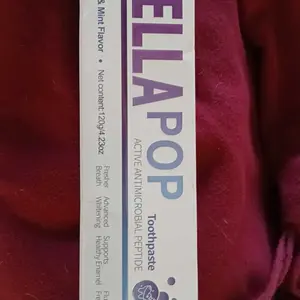 ELLAPOP
ACTIVE ANTIMICROBIAL PEPTIDE
Toothpaste
& Mint Flavor • Net content:120g/4.23oz
Fresher Breath
Advanced Whitening
Supports Healthy Enamel